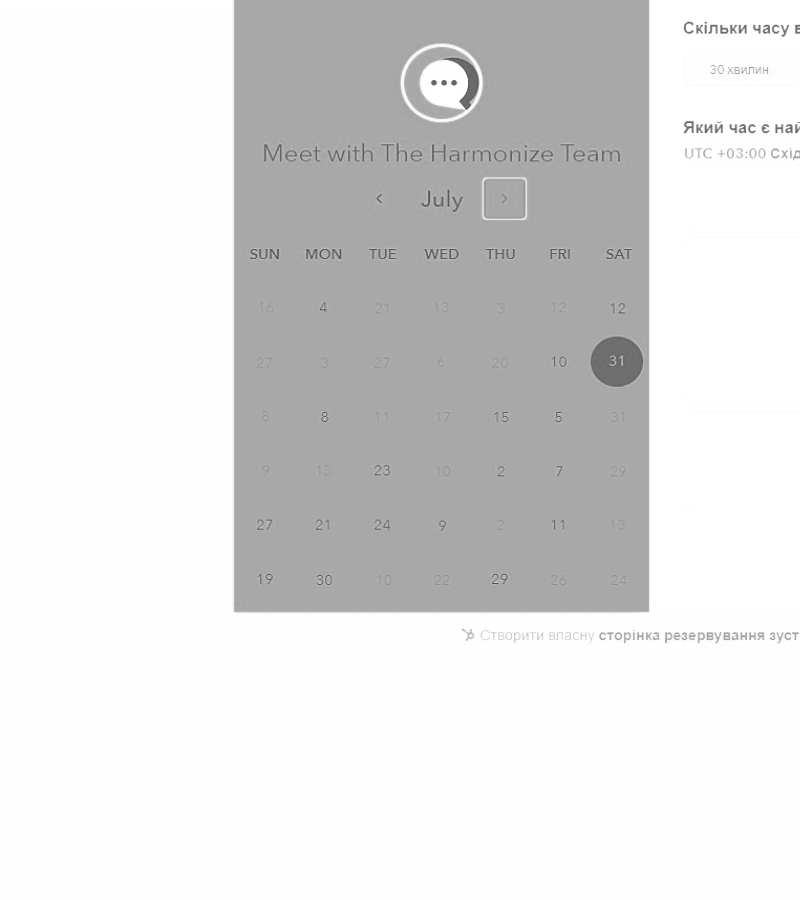 Скільки часу в
30 хвилин
Який час є най
UTC +03:00 Схід
Meet with The Harmonize Team
July
SUN MON TUE WED THU FRI SAT
16 4 21 13 3 12 12
27 3 27 6 20 10 31
8 8 11 17 15 5 31
9 13 23 10 2 7 29
27 21 24 9 2 11 13
19 30 10 22 29 26 24
Створити власну сторінка резервування зуст